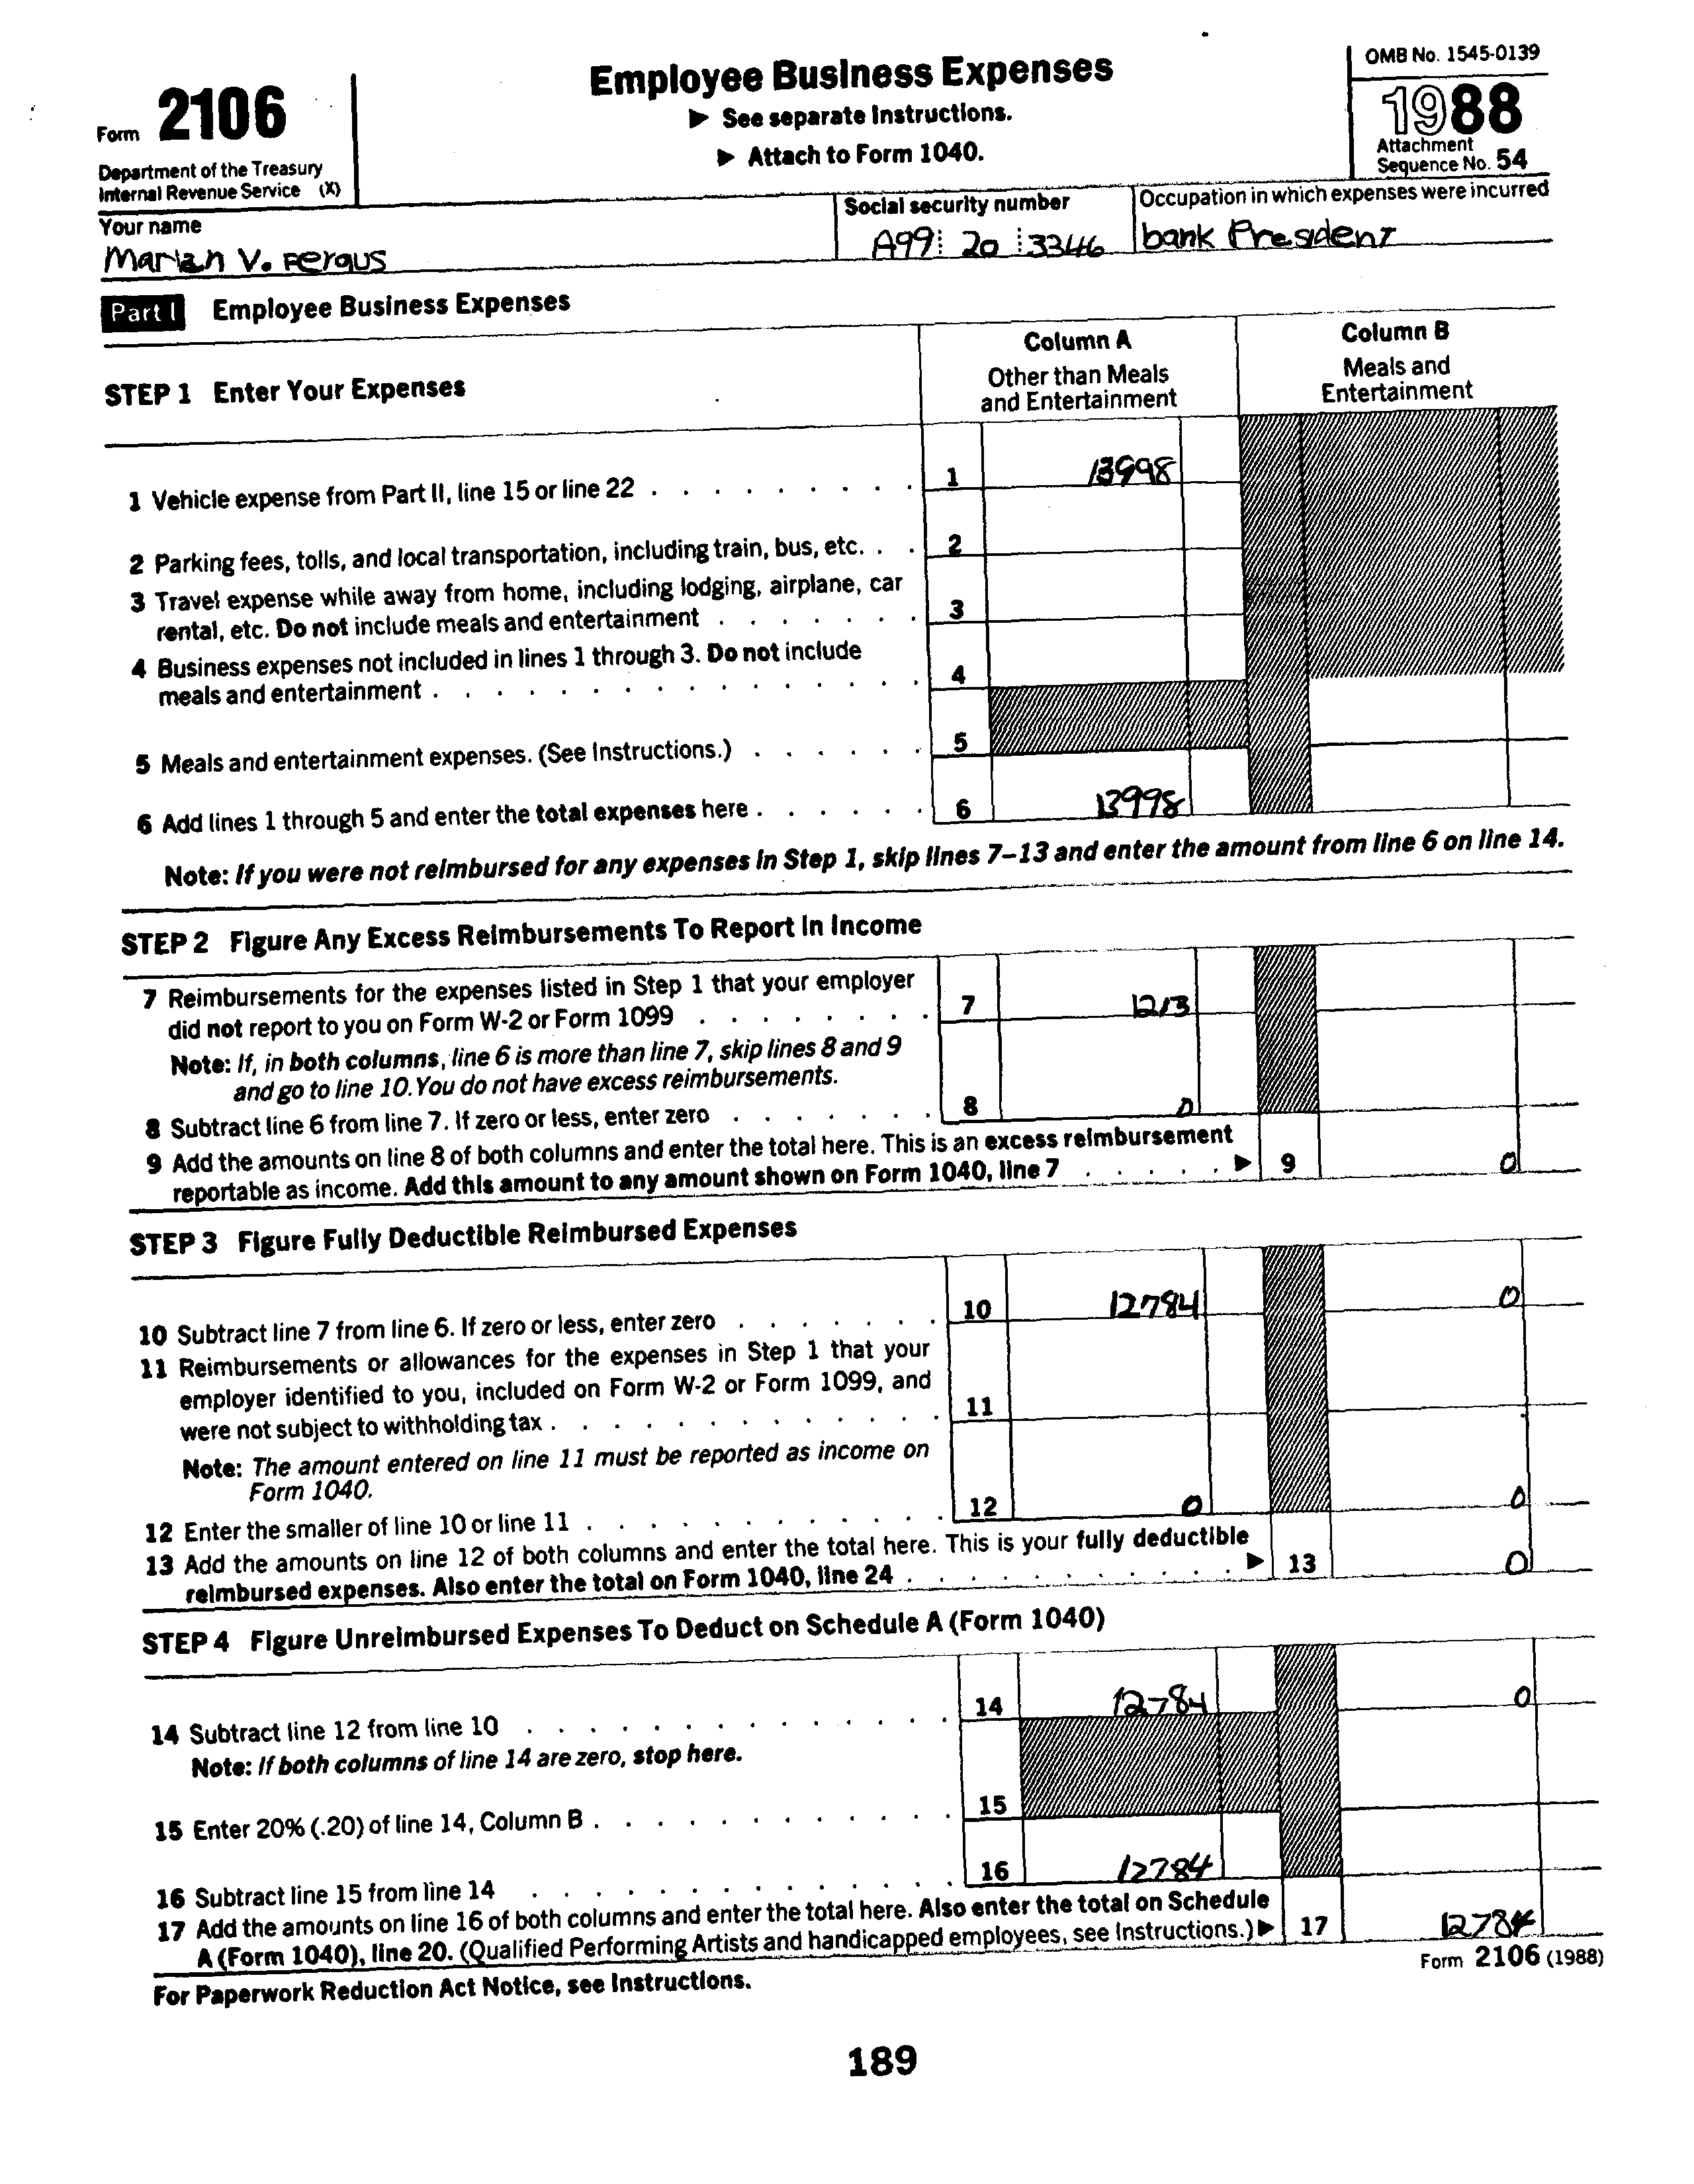 Form 2106
Department of the Treasury
Internal Revenue Service (X)
Employee Business Expenses
▶ See separate Instructions.
▶ Attach to Form 1040.
OMB No. 1545-0139
1988
Attachment
Sequence No. 54
Your name
Marian V. Fergus
Social security number
A99 20 3346
Occupation in which expenses were incurred
bank President
Part I Employee Business Expenses
STEP 1 Enter Your Expenses
Column A
Other than Meals
and Entertainment
Column B
Meals and
Entertainment
1 Vehicle expense from Part II, line 15 or line 22 . . . . . . . . . 1 13998
2 Parking fees, tolls, and local transportation, including train, bus, etc. . . 2
3 Travel expense while away from home, including lodging, airplane, car
rental, etc. Do not include meals and entertainment . . . . . . . 3
4 Business expenses not included in lines 1 through 3. Do not include
meals and entertainment . . . . . . . . . . . . . . . 4
5 Meals and entertainment expenses. (See Instructions.) . . . . . . 5
6 Add lines 1 through 5 and enter the total expenses here . . . . . . 6 13998
Note: If you were not reimbursed for any expenses in Step 1, skip lines 7–13 and enter the amount from line 6 on line 14.
STEP 2 Figure Any Excess Reimbursements To Report In Income
7 Reimbursements for the expenses listed in Step 1 that your employer
did not report to you on Form W-2 or Form 1099 . . . . . . . . 7 1213
Note: If, in both columns, line 6 is more than line 7, skip lines 8 and 9
and go to line 10. You do not have excess reimbursements.
8 Subtract line 6 from line 7. If zero or less, enter zero . . . . . . . 8 0
9 Add the amounts on line 8 of both columns and enter the total here. This is an excess reimbursement
reportable as income. Add this amount to any amount shown on Form 1040, line 7 . . . . . ▶ 9 0
STEP 3 Figure Fully Deductible Reimbursed Expenses
10 Subtract line 7 from line 6. If zero or less, enter zero . . . . . . . 10 12784 0
11 Reimbursements or allowances for the expenses in Step 1 that your
employer identified to you, included on Form W-2 or Form 1099, and
were not subject to withholding tax . . . . . . . . . . . . . 11
Note: The amount entered on line 11 must be reported as income on
Form 1040.
12 Enter the smaller of line 10 or line 11 . . . . . . . . . . . . 12 0 0
13 Add the amounts on line 12 of both columns and enter the total here. This is your fully deductible
reimbursed expenses. Also enter the total on Form 1040, line 24 . . . . . . . . . . . ▶ 13 0
STEP 4 Figure Unreimbursed Expenses To Deduct on Schedule A (Form 1040)
14 Subtract line 12 from line 10 . . . . . . . . . . . . . . 14 12784 0
Note: If both columns of line 14 are zero, stop here.
15 Enter 20% (.20) of line 14, Column B . . . . . . . . . . . . 15
16 Subtract line 15 from line 14 . . . . . . . . . . . . . . 16 12784
17 Add the amounts on line 16 of both columns and enter the total here. Also enter the total on Schedule
A (Form 1040), line 20. (Qualified Performing Artists and handicapped employees, see Instructions.) ▶ 17 12784
For Paperwork Reduction Act Notice, see Instructions.
Form 2106 (1988)
189